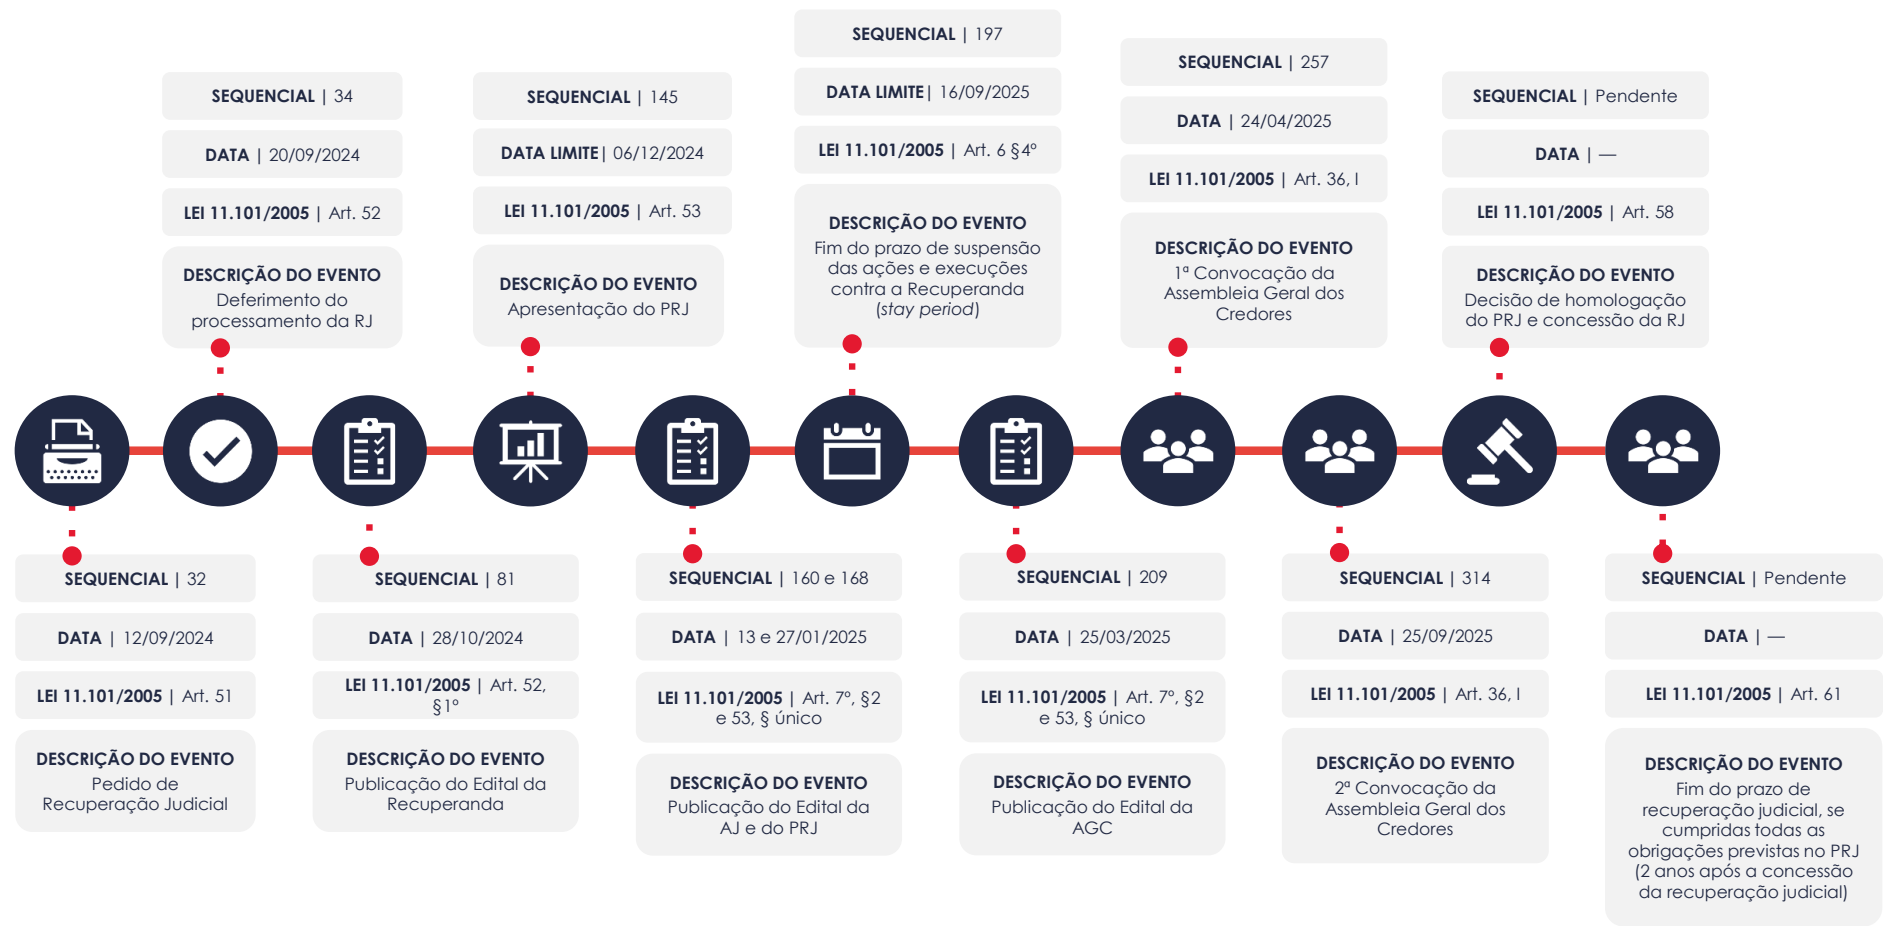 SEQUENCIAL | 34
DATA | 20/09/2024
LEI 11.101/2005 | Art. 52
DESCRIÇÃO DO EVENTO
Deferimento do
processamento da RJ
SEQUENCIAL | 145
DATA LIMITE| 06/12/2024
LEI 11.101/2005 | Art. 53
DESCRIÇÃO DO EVENTO
Apresentação do PRJ
SEQUENCIAL | 197
DATA LIMITE| 16/09/2025
LEI 11.101/2005 | Art. 6 §4º
DESCRIÇÃO DO EVENTO
Fim do prazo de suspensão
das ações e execuções
contra a Recuperanda
(stay period)
SEQUENCIAL | 257
DATA | 24/04/2025
LEI 11.101/2005 | Art. 36, I
DESCRIÇÃO DO EVENTO
1ª Convocação da
Assembleia Geral dos
Credores
SEQUENCIAL | Pendente
DATA | —
LEI 11.101/2005 | Art. 58
DESCRIÇÃO DO EVENTO
Decisão de homologação
do PRJ e concessão da RJ
SEQUENCIAL | 32
DATA | 12/09/2024
LEI 11.101/2005 | Art. 51
DESCRIÇÃO DO EVENTO
Pedido de
Recuperação Judicial
SEQUENCIAL | 81
DATA | 28/10/2024
LEI 11.101/2005 | Art. 52,
§1º
DESCRIÇÃO DO EVENTO
Publicação do Edital da
Recuperanda
SEQUENCIAL | 160 e 168
DATA | 13 e 27/01/2025
LEI 11.101/2005 | Art. 7º, §2
e 53, § único
DESCRIÇÃO DO EVENTO
Publicação do Edital da
AJ e do PRJ
SEQUENCIAL | 209
DATA | 25/03/2025
LEI 11.101/2005 | Art. 7º, §2
e 53, § único
DESCRIÇÃO DO EVENTO
Publicação do Edital da
AGC
SEQUENCIAL | 314
DATA | 25/09/2025
LEI 11.101/2005 | Art. 36, I
DESCRIÇÃO DO EVENTO
2ª Convocação da
Assembleia Geral dos
Credores
SEQUENCIAL | Pendente
DATA | —
LEI 11.101/2005 | Art. 61
DESCRIÇÃO DO EVENTO
Fim do prazo de
recuperação judicial, se
cumpridas todas as
obrigações previstas no PRJ
(2 anos após a concessão
da recuperação judicial)